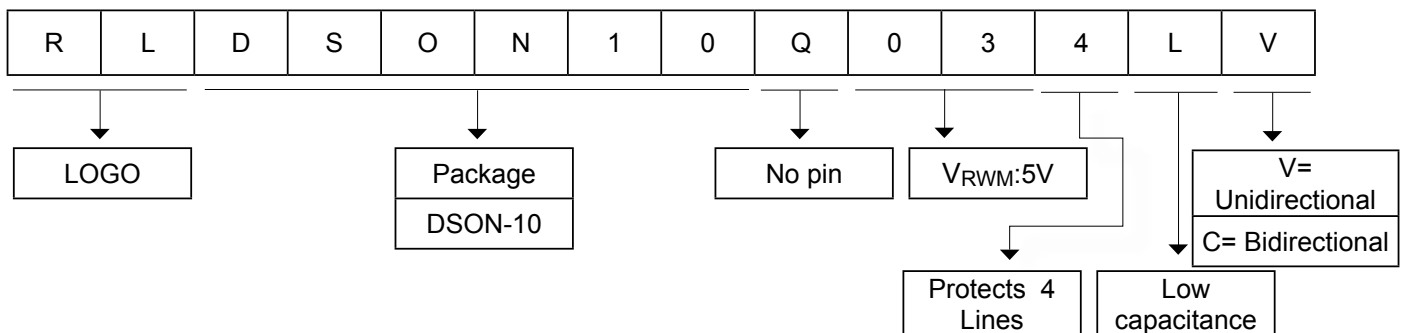 R L D S O N 1 0 Q 0 3 4 L V
LOGO
Package
DSON-10
No pin
VRWM:5V
V=
Unidirectional
C= Bidirectional
Protects 4
Lines
Low
capacitance